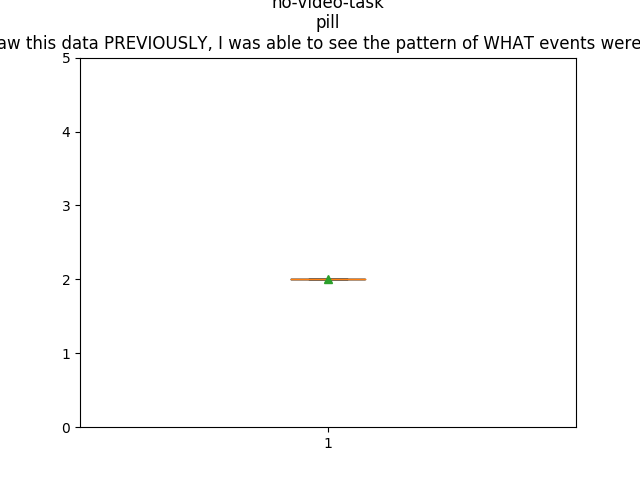 no-video-task
pill
aw this data PREVIOUSLY, I was able to see the pattern of WHAT events were
5
4
3
2
1
0
1